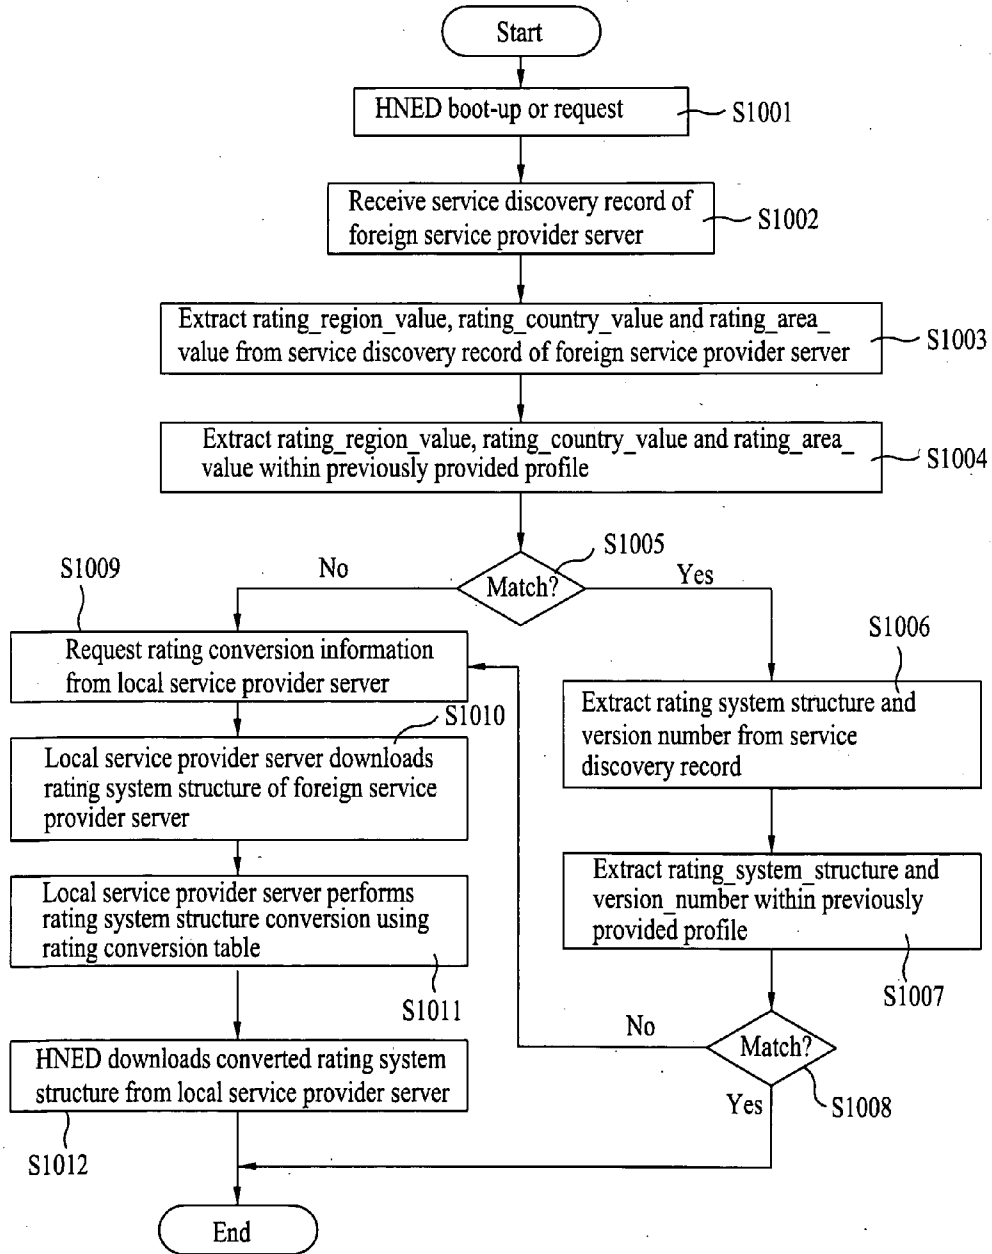 Start
HNED boot-up or request
S1001
Receive service discovery record of
foreign service provider server
S1002
Extract rating_region_value, rating_country_value and rating_area_
value from service discovery record of foreign service provider server
S1003
Extract rating_region_value, rating_country_value and rating_area_
value within previously provided profile
S1004
S1005
Match?
No
Yes
S1009
Request rating conversion information
from local service provider server
S1006
Extract rating system structure and
version number from service
discovery record
S1010
Local service provider server downloads
rating system structure of foreign service
provider server
Extract rating_system_structure and
version_number within previously
provided profile
S1007
Local service provider server performs
rating system structure conversion using
rating conversion table
S1011
No
Match?
Yes
S1008
HNED downloads converted rating system
structure from local service provider server
S1012
End